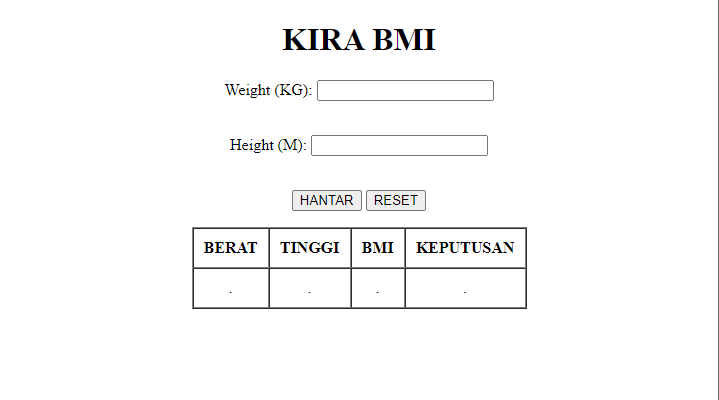 KIRA BMI
Weight (KG):
Height (M):
HANTAR RESET
BERAT TINGGI BMI KEPUTUSAN
. . . .